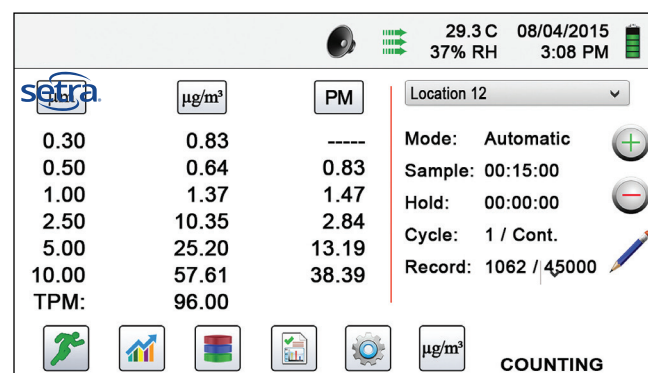 29.3 C 08/04/2015
37% RH 3:08 PM
setra
µm µg/m³ PM
0.30 0.83 -----
0.50 0.64 0.83
1.00 1.37 1.47
2.50 10.35 2.84
5.00 25.20 13.19
10.00 57.61 38.39
TPM: 96.00
Location 12
Mode: Automatic
Sample: 00:15:00
Hold: 00:00:00
Cycle: 1 / Cont.
Record: 1062 / 45000
µg/m³
COUNTING